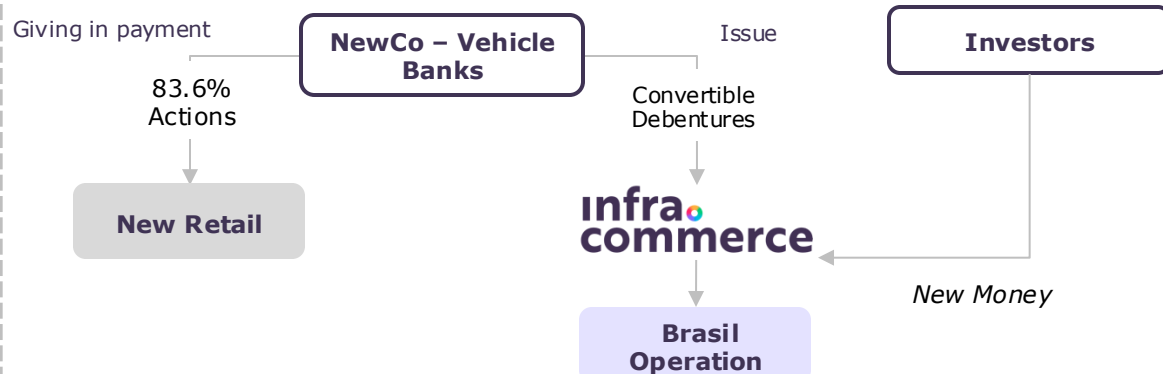 Giving in payment
NewCo – Vehicle
Banks
Issue
Investors
83.6%
Actions
Convertible
Debentures
New Retail
infra.
commerce
New Money
Brasil
Operation